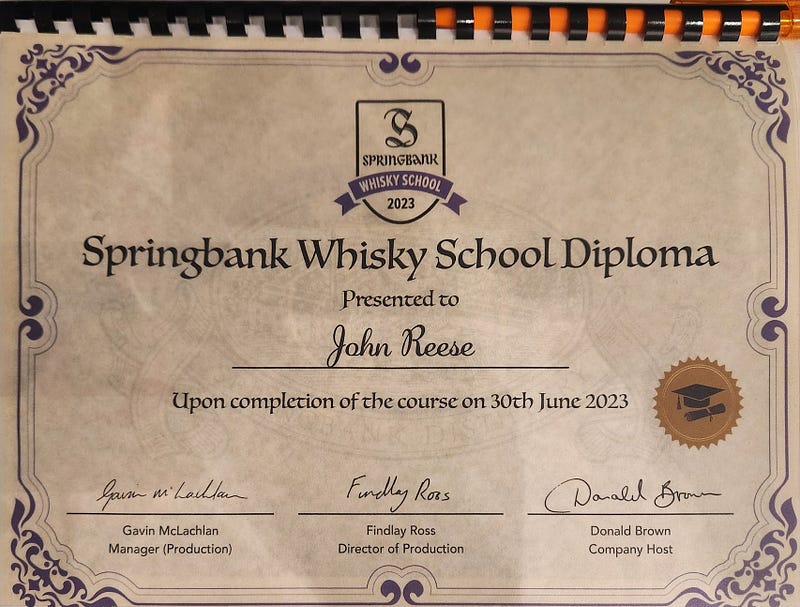 S
SPRINGBANK
WHISKY SCHOOL
2023
Springbank Whisky School Diploma
Presented to
John Reese
Upon completion of the course on 30th June 2023
Gavin McLachlan
Findlay Ross
Donald Brown
Gavin McLachlan
Manager (Production)
Findlay Ross
Director of Production
Donald Brown
Company Host